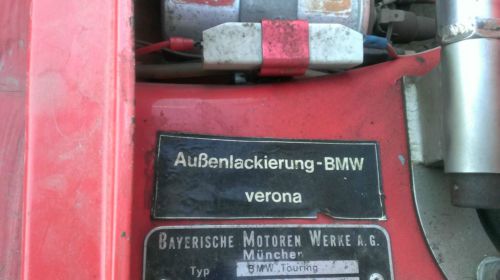 Außenlackierung-BMW
verona
BAYERISCHE MOTOREN WERKE A.G.
München
Typ BMW Touring